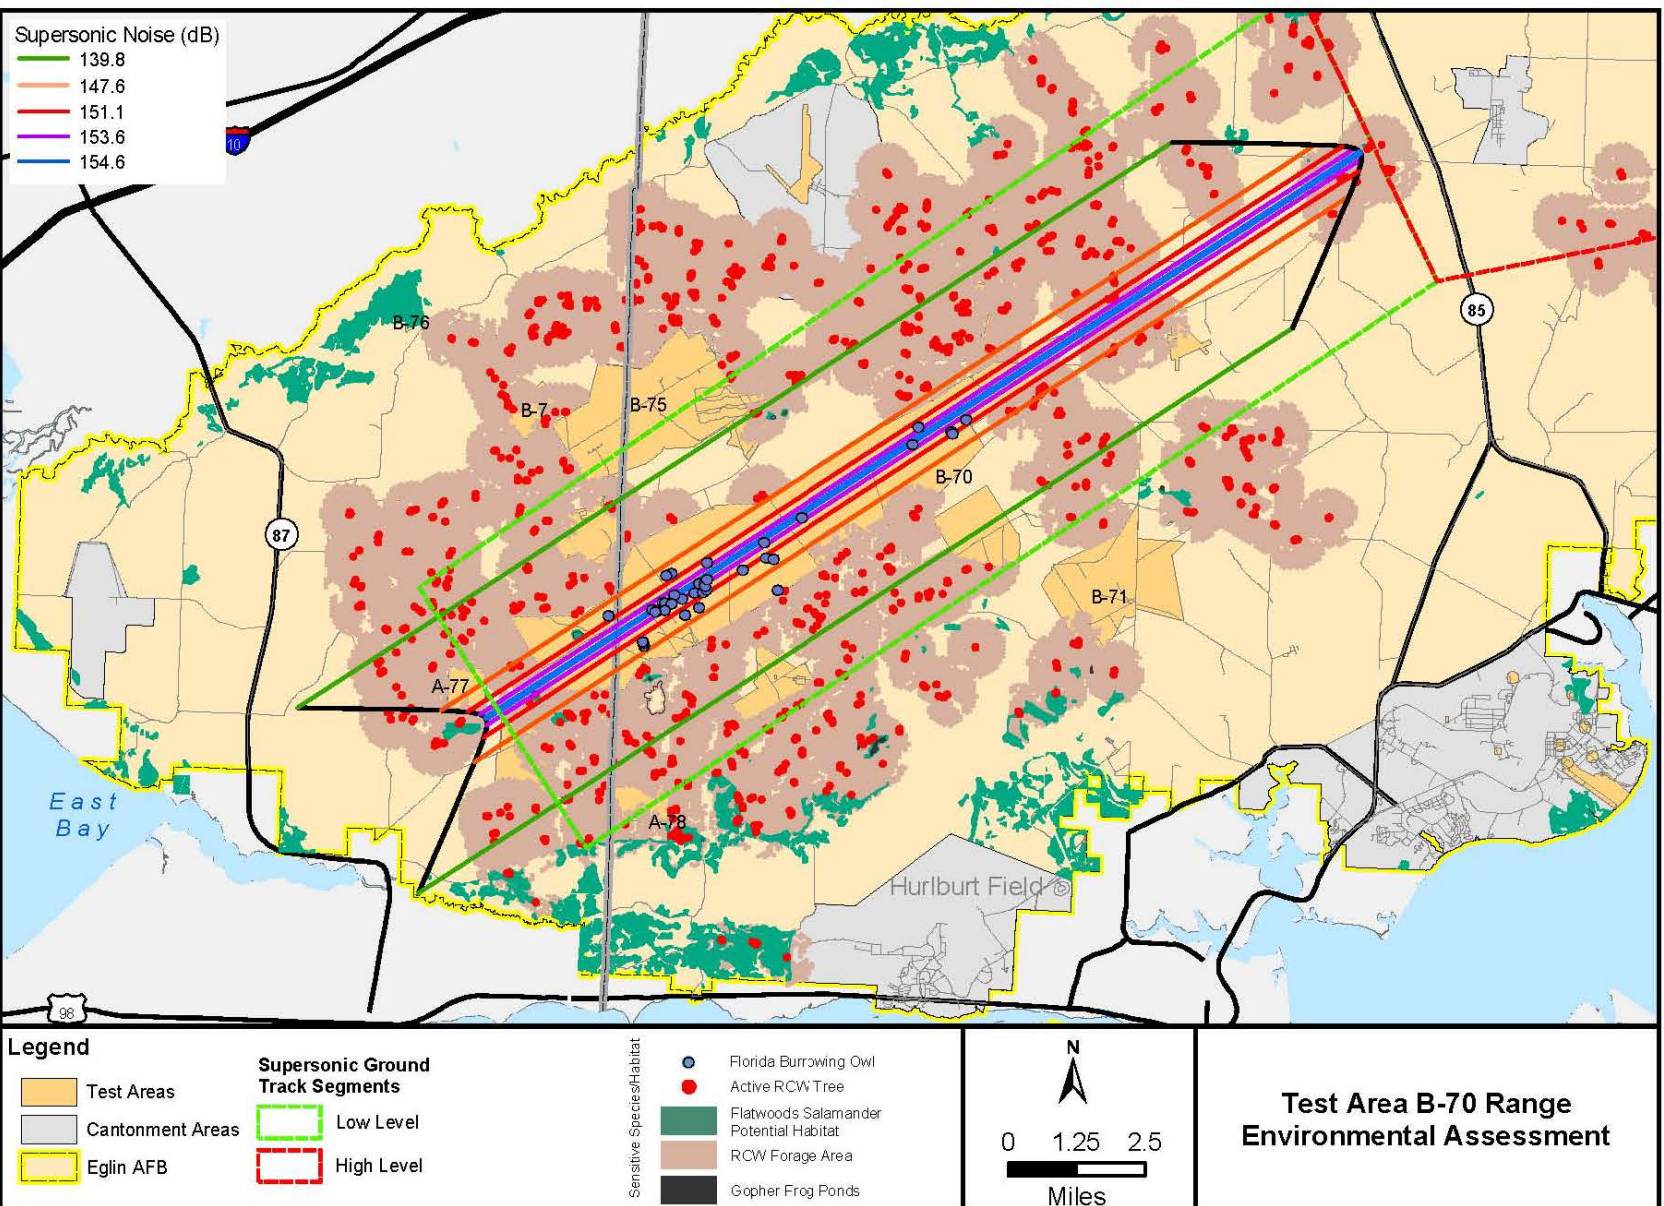 Supersonic Noise (dB)
139.8
147.6
151.1
153.6
154.6
10
85
B-76
B-7
B-75
B-70
87
B-71
A-77
East
Bay
A-78
Hurlburt Field
98
Legend
Test Areas
Cantonment Areas
Eglin AFB
Supersonic Ground
Track Segments
Low Level
High Level
Sensitive Species/Habitat
Florida Burrowing Owl
Active RCW Tree
Flatwoods Salamander
Potential Habitat
RCW Forage Area
Gopher Frog Ponds
N
0 1.25 2.5
Miles
Test Area B-70 Range
Environmental Assessment